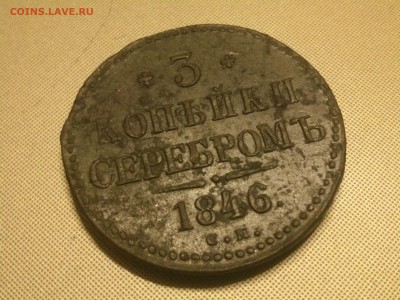 COINS.LAVE.RU
* 3 *
КОПѢЙКИ
СЕРЕБРОМЪ
1846.
С.М.